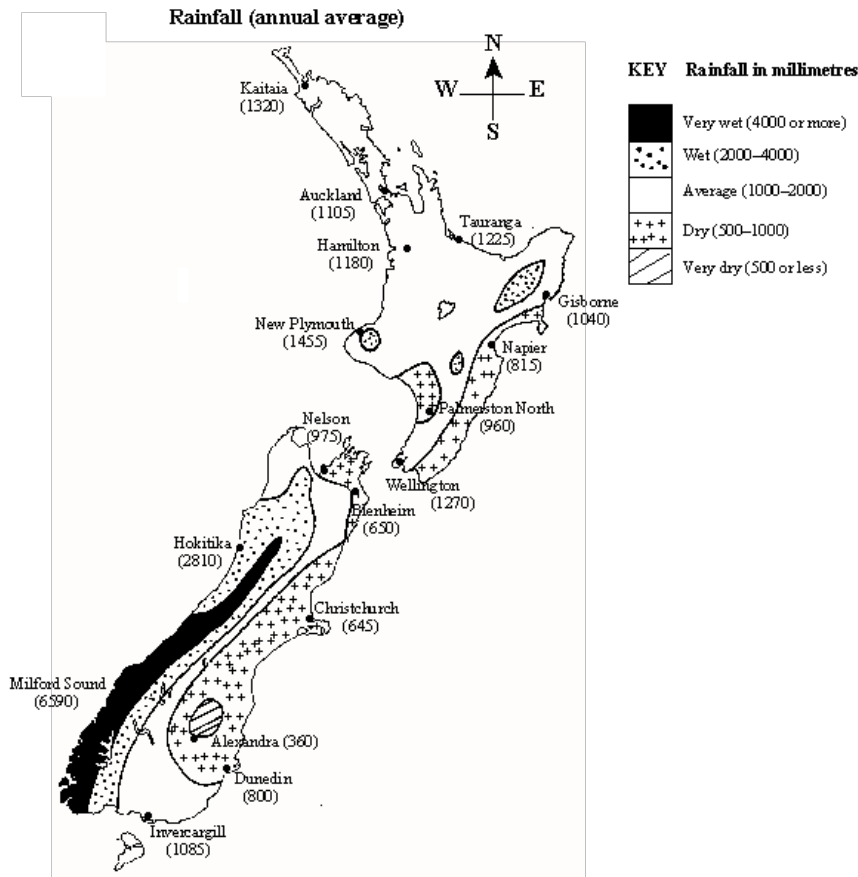 Rainfall (annual average)
N
W E
S
KEY Rainfall in millimetres
Very wet (4000 or more)
Wet (2000–4000)
Average (1000–2000)
Dry (500–1000)
Very dry (500 or less)
Kaitaia
(1320)
Auckland
(1105)
Tauranga
(1225)
Hamilton
(1180)
Gisborne
(1040)
New Plymouth
(1455)
Napier
(815)
Palmerston North
(960)
Nelson
(975)
Wellington
(1270)
Blenheim
(650)
Hokitika
(2810)
Christchurch
(645)
Milford Sound
(6590)
Alexandra (360)
Dunedin
(800)
Invercargill
(1085)